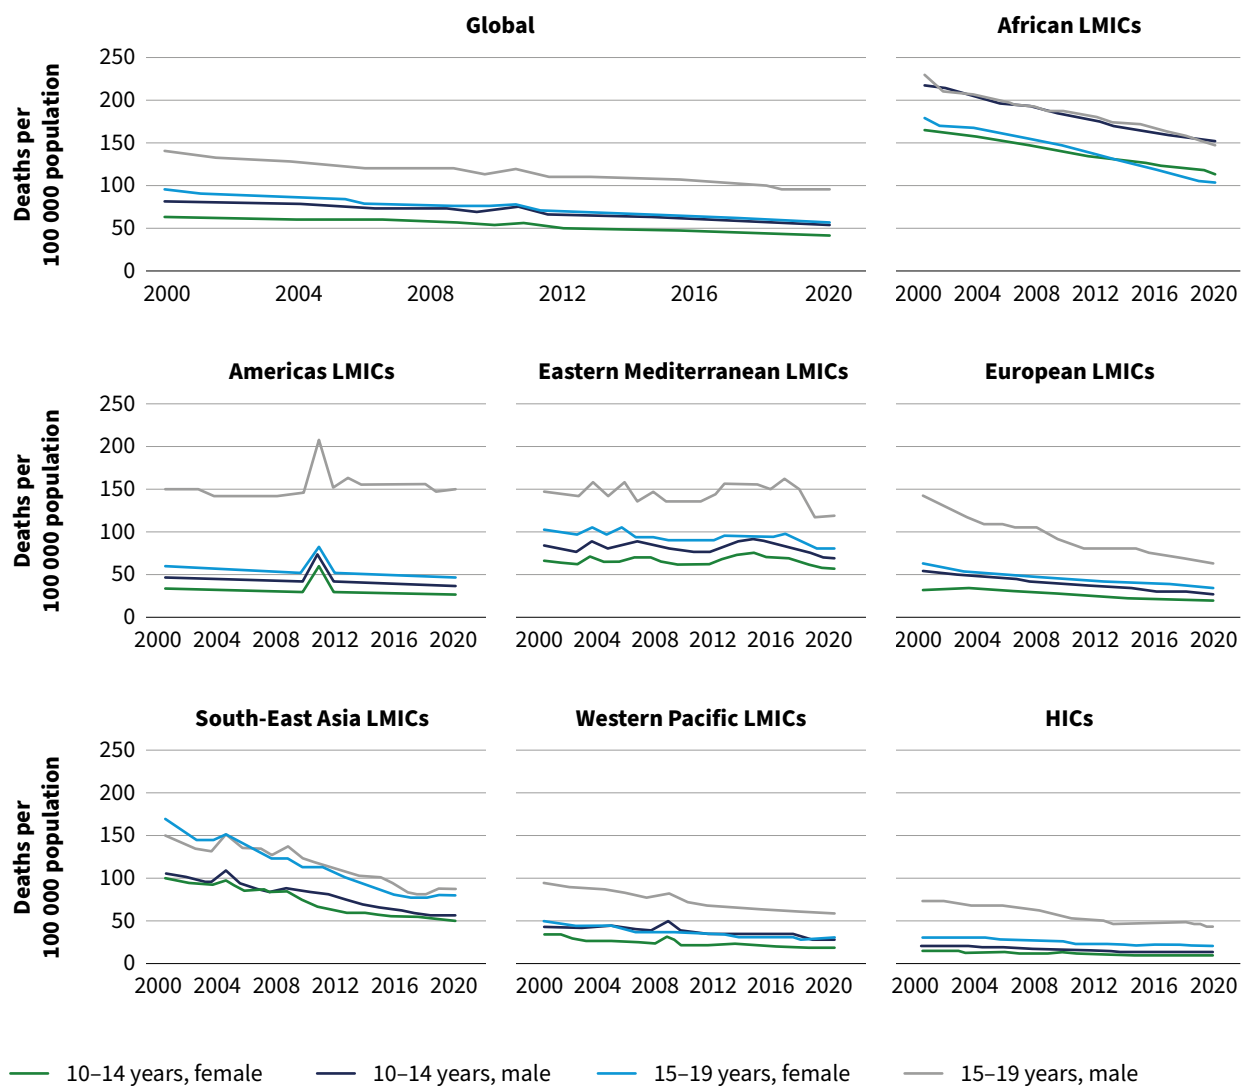 Global
African LMICs
Deaths per
100 000 population
250
200
150
100
50
0
2000 2004 2008 2012 2016 2020
2000 2004 2008 2012 2016 2020
Americas LMICs
Eastern Mediterranean LMICs
European LMICs
Deaths per
100 000 population
250
200
150
100
50
0
2000 2004 2008 2012 2016 2020
2000 2004 2008 2012 2016 2020
2000 2004 2008 2012 2016 2020
South-East Asia LMICs
Western Pacific LMICs
HICs
Deaths per
100 000 population
250
200
150
100
50
0
2000 2004 2008 2012 2016 2020
2000 2004 2008 2012 2016 2020
2000 2004 2008 2012 2016 2020
10–14 years, female
10–14 years, male
15–19 years, female
15–19 years, male